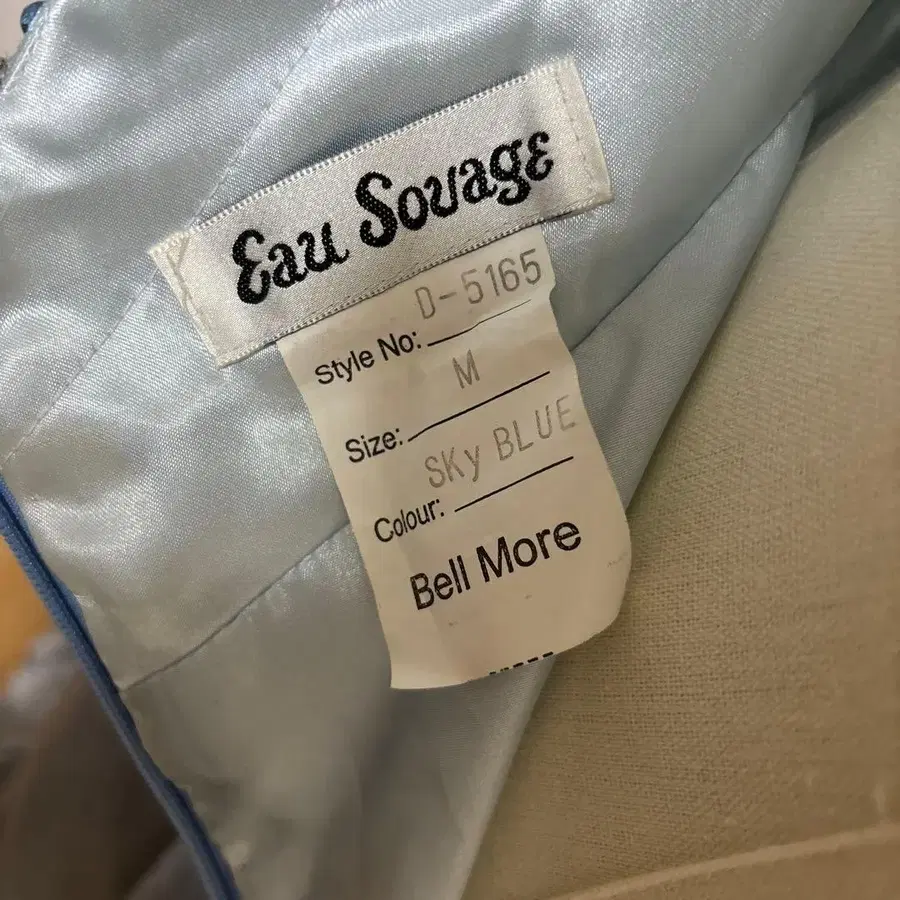 Eau Sovage
Style No: D-5165
Size: M
Colour: SKy BLUE
Bell More